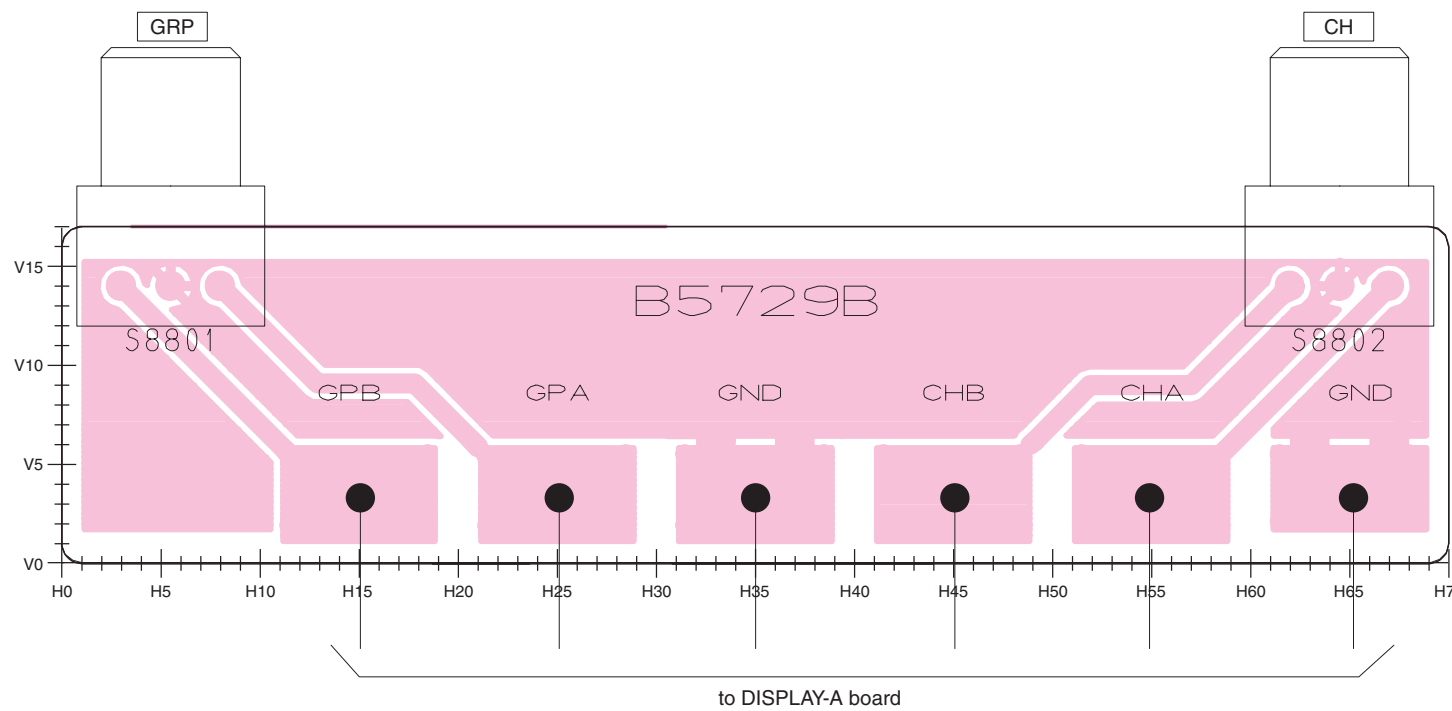 GRP CH
V15
B5729B
S8801 S8802
V10
GPB GPA GND CHB CHA GND
V5
V0
H0 H5 H10 H15 H20 H25 H30 H35 H40 H45 H50 H55 H60 H65 H7
to DISPLAY-A board